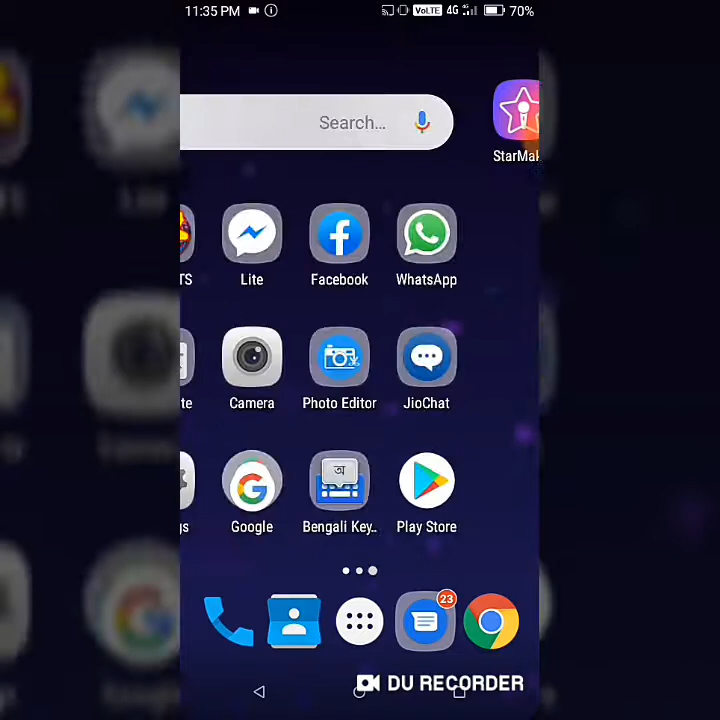 11:35 PM VoLTE 4G 70%
Search...
StarMak
TS Lite Facebook WhatsApp
te Camera Photo Editor JioChat
অ
gs Google Bengali Key.. Play Store
23
DU RECORDER